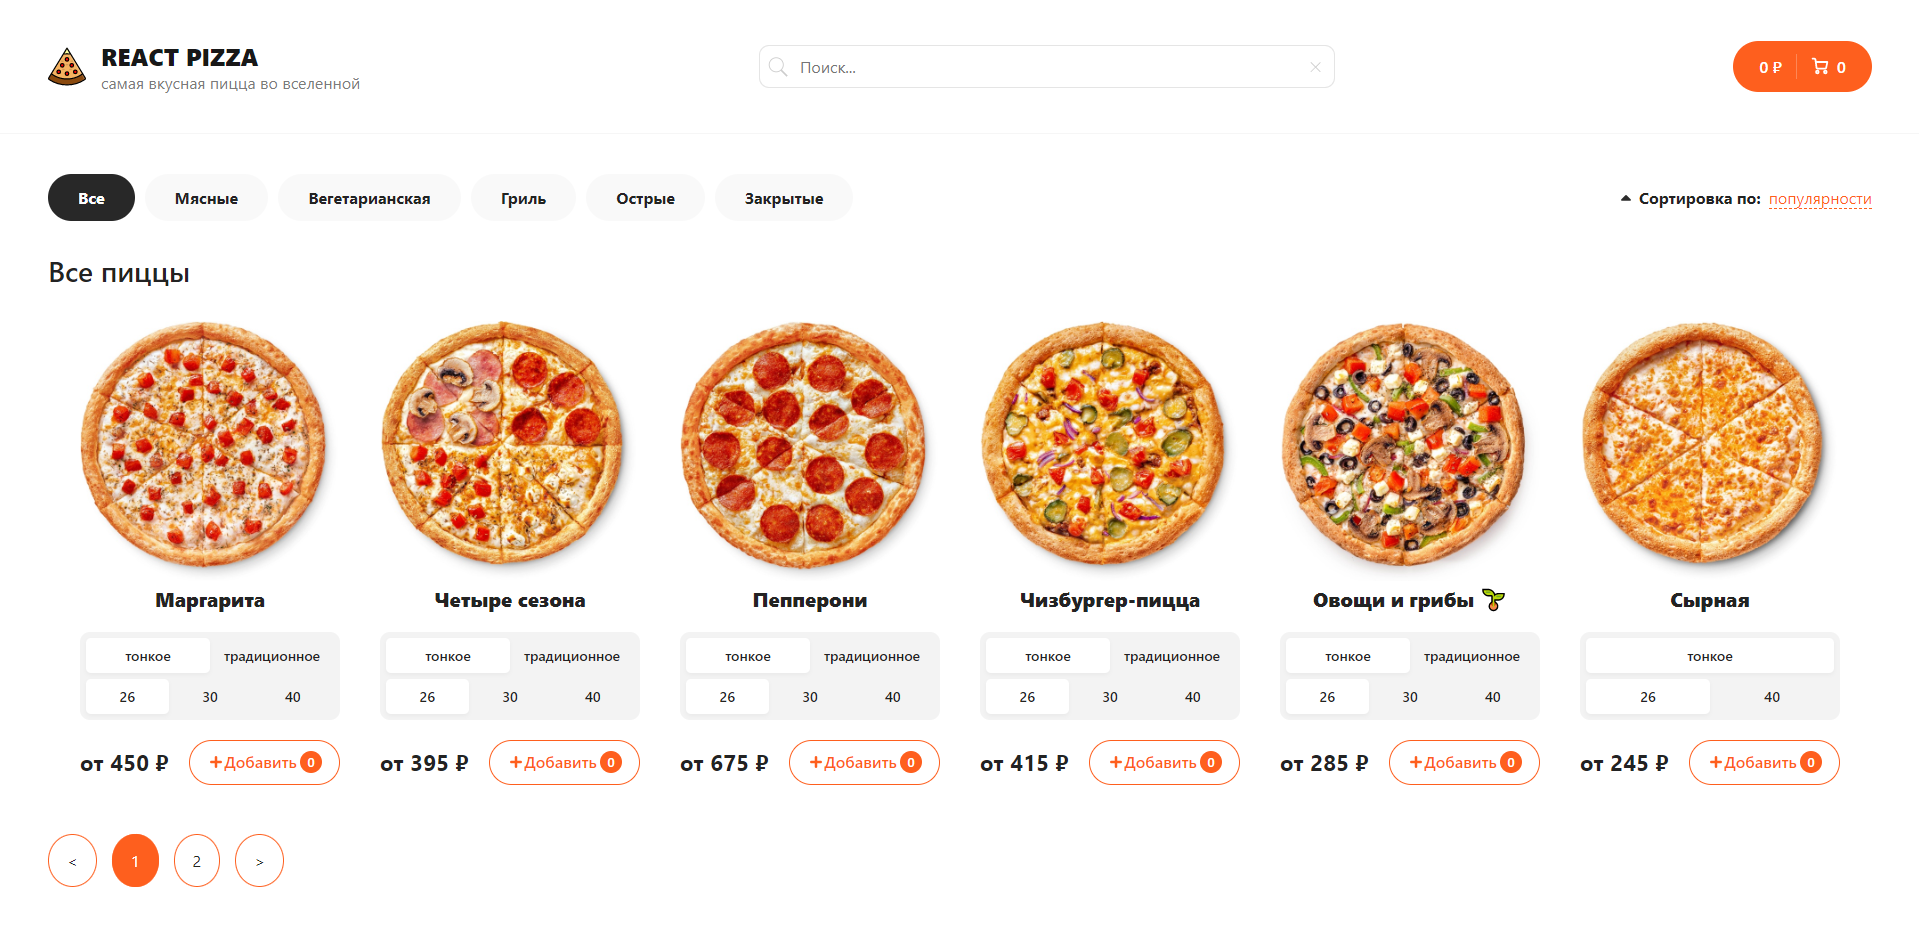 REACT PIZZA
самая вкусная пицца во вселенной
Поиск...
0 ₽ 0
Все Мясные Вегетарианская Гриль Острые Закрытые
Сортировка по: популярности
Все пиццы
Маргарита
тонкое традиционное
26 30 40
от 450 ₽ +Добавить 0
Четыре сезона
тонкое традиционное
26 30 40
от 395 ₽ +Добавить 0
Пепперони
тонкое традиционное
26 30 40
от 675 ₽ +Добавить 0
Чизбургер-пицца
тонкое традиционное
26 30 40
от 415 ₽ +Добавить 0
Овощи и грибы 🌱
тонкое традиционное
26 30 40
от 285 ₽ +Добавить 0
Сырная
тонкое
26 40
от 245 ₽ +Добавить 0
< 1 2 >